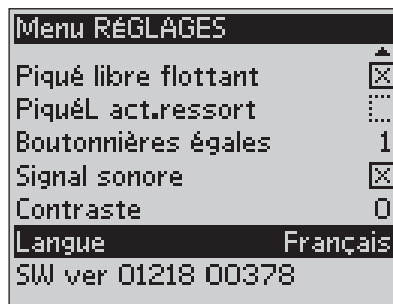 Menu RéGLAGES
Piqué libre flottant
PiquéL act.ressort
Boutonnières égales 1
Signal sonore
Contraste 0
Langue Français
SW ver 01218 00378